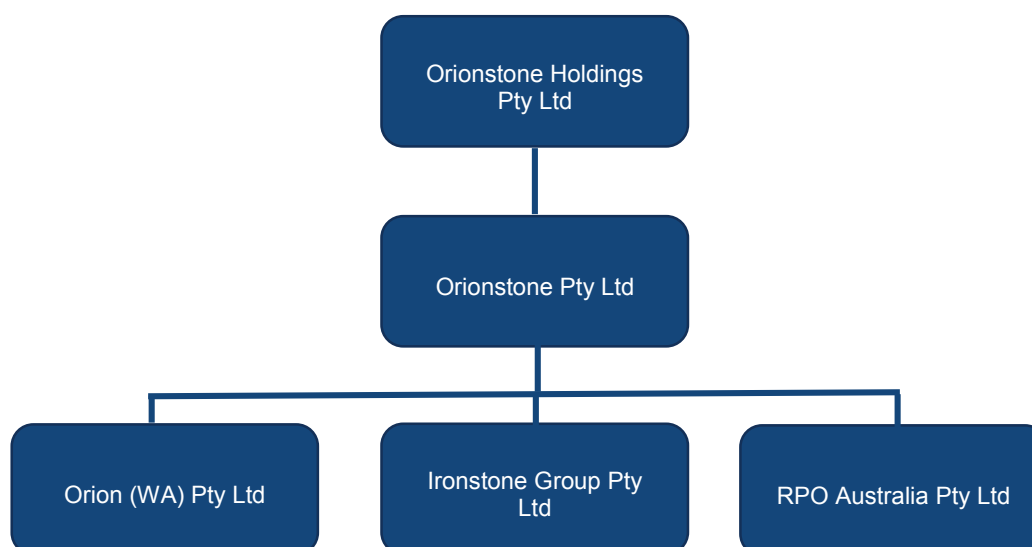 Orionstone Holdings
Pty Ltd
Orionstone Pty Ltd
Orion (WA) Pty Ltd
Ironstone Group Pty
Ltd
RPO Australia Pty Ltd